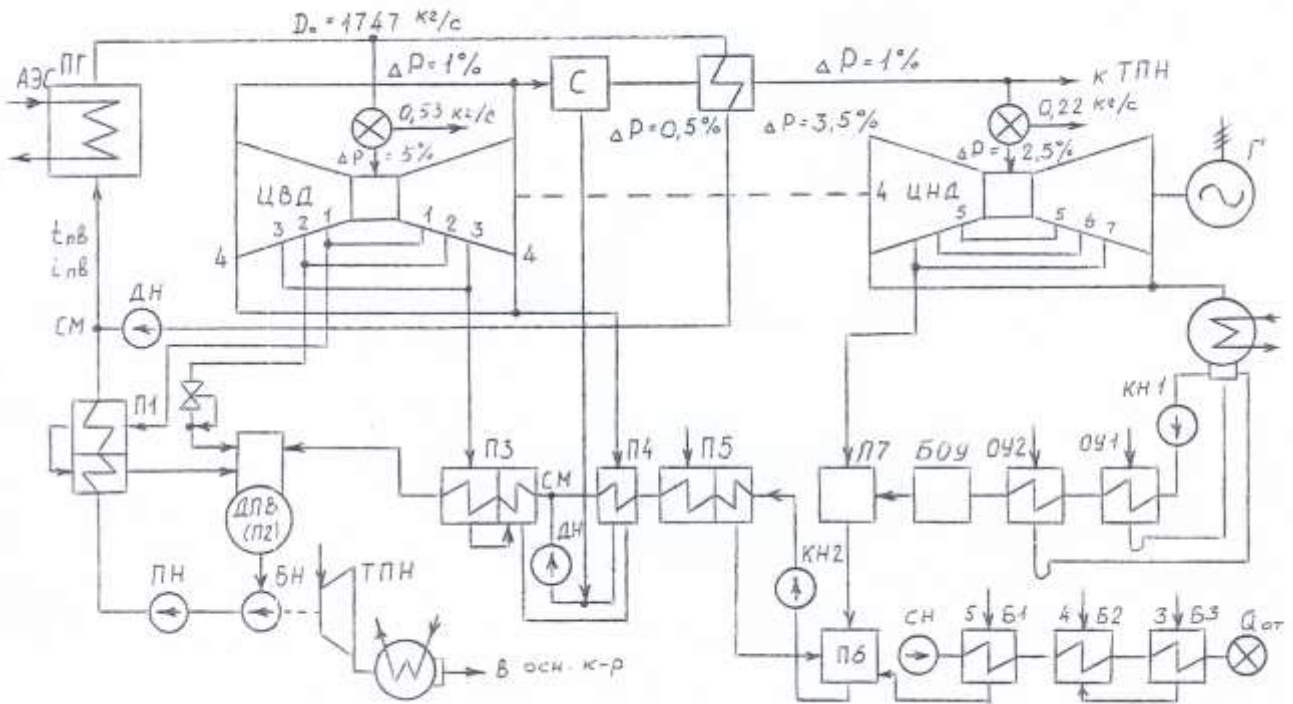 D₀ = 1747 кг/с
ПГ
АЭС
ΔP = 1%
С
ΔP = 1%
к ТПН
0,53 кг/с
ΔP = 0,5%
ΔP = 3,5%
0,22 кг/с
ΔP = 5%
ΔP = 2,5%
Г
ЦВД
4 ЦНД
3 2 1
1 2 3
5
5 6 7
4
4
tпв
iпв
ДН
СМ
КН1
П1
П3
СМ
П4
П5
П7
БОУ
ОУ2
ОУ1
ДПВ
(П2)
ДН
КН2
ПН
БН
ТПН
П6
СН
5 Б1
4 Б2
3 Б3
Qот
В осн. к-р